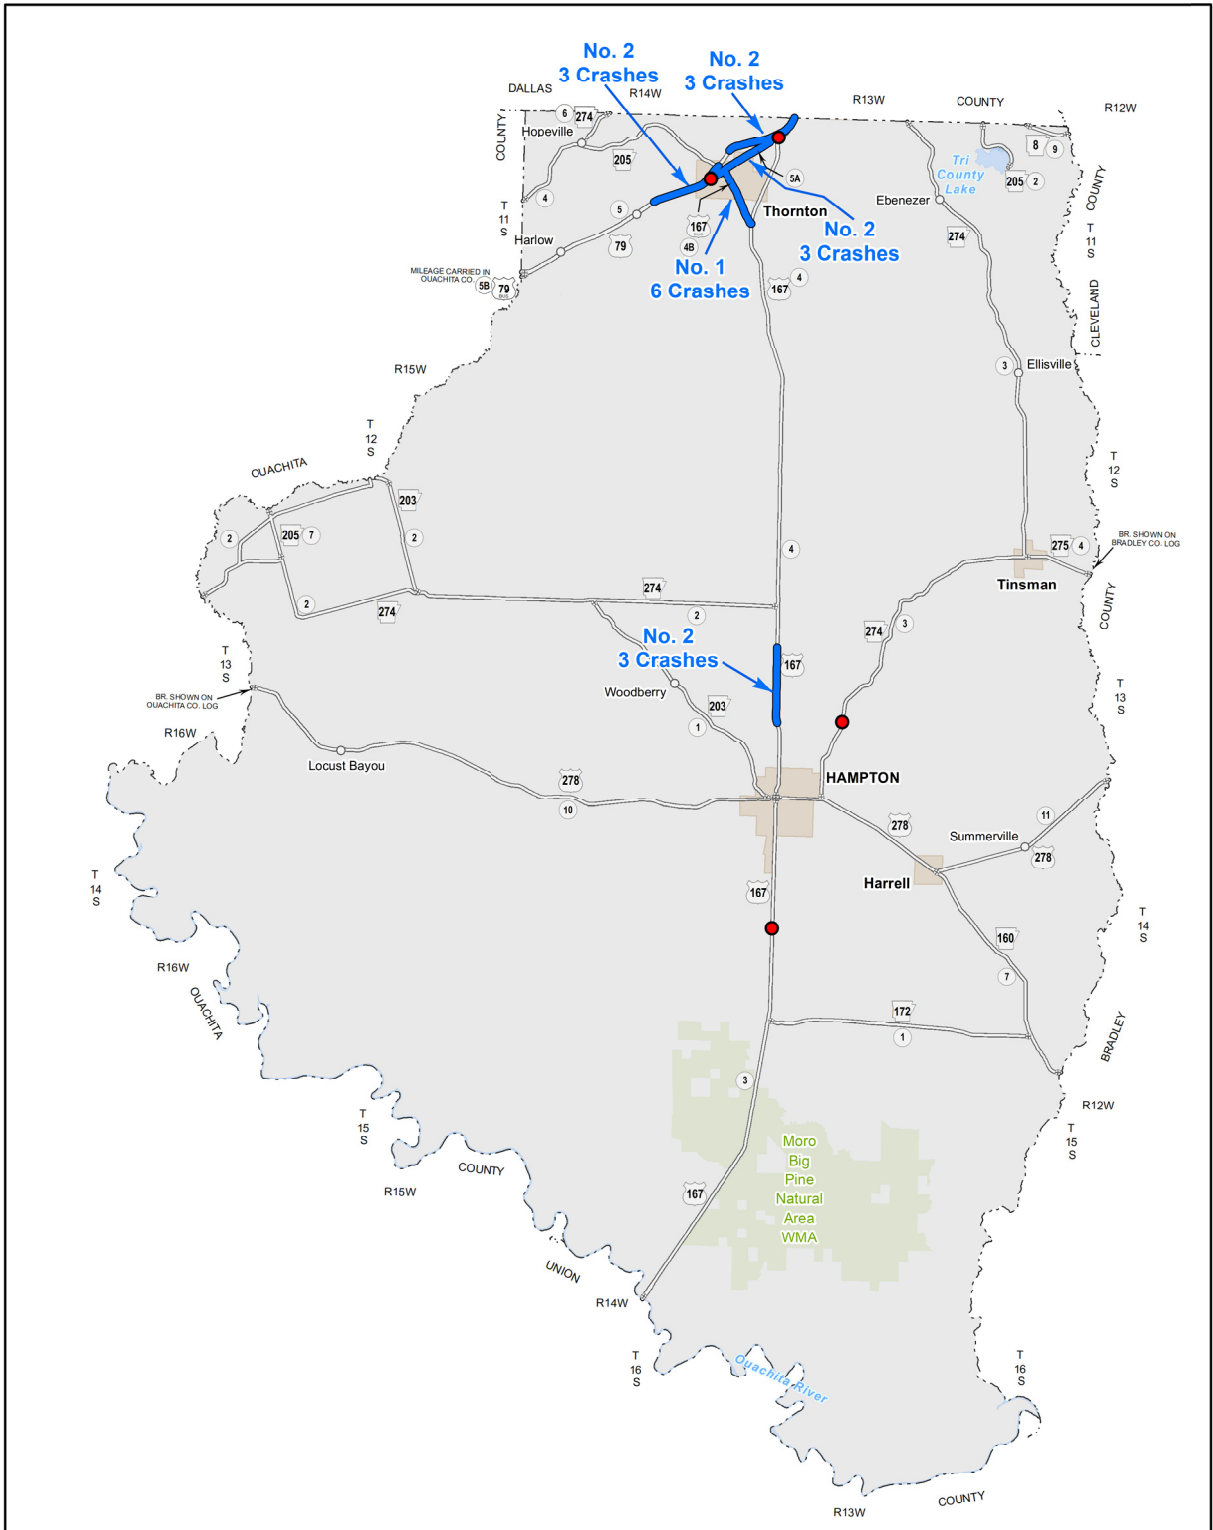 No. 2
3 Crashes
No. 2
3 Crashes
DALLAS
R14W
R13W
COUNTY
R12W
6
274
COUNTY
Hopeville
205
8
9
Tri
County
Lake
205
2
COUNTY
4
5A
Ebenezer
T
11
S
5
167
Thornton
No. 2
3 Crashes
274
T
11
S
Harlow
79
4B
MILEAGE CARRIED IN
OUACHITA CO.
5B
79
BUS
No. 1
6 Crashes
167
4
CLEVELAND
R15W
3
Ellisville
T
12
S
OUACHITA
203
T
12
S
2
205
7
2
4
275
4
BR. SHOWN ON
BRADLEY CO. LOG
Tinsman
2
274
274
2
COUNTY
274
3
No. 2
3 Crashes
T
13
S
167
BR. SHOWN ON
OUACHITA CO. LOG
Woodberry
203
T
13
S
R16W
1
Locust Bayou
278
10
HAMPTON
278
11
Summerville
278
T
14
S
167
Harrell
T
14
S
160
R16W
7
OUACHITA
172
1
BRADLEY
3
R12W
T
15
S
T
15
S
Moro
Big
Pine
Natural
Area
WMA
COUNTY
R15W
167
UNION
R14W
T
16
S
Ouachita River
T
16
S
R13W
COUNTY